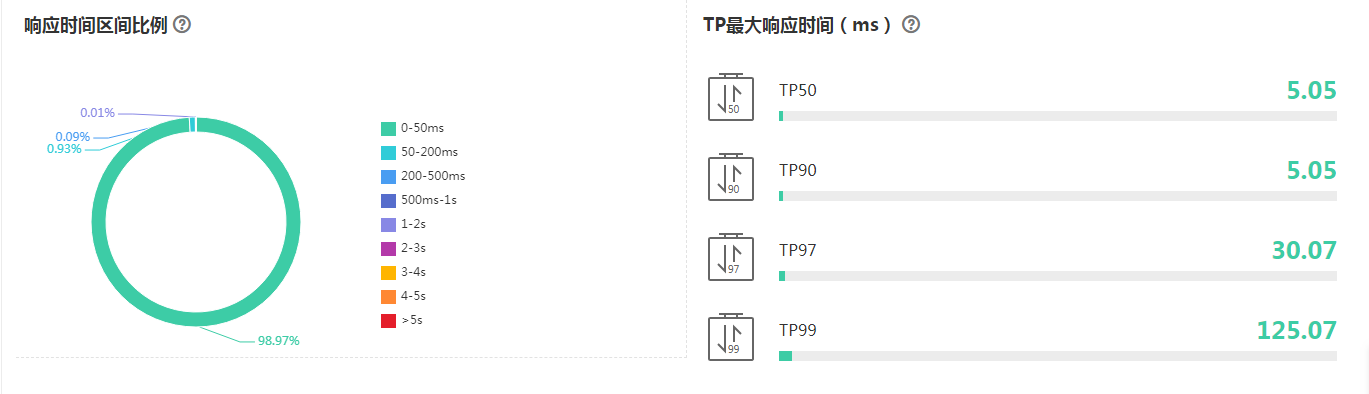 响应时间区间比例 ?
0.01%
0.09%
0.93%
98.97%
0-50ms
50-200ms
200-500ms
500ms-1s
1-2s
2-3s
3-4s
4-5s
>5s
TP最大响应时间（ms） ?
50
TP50
5.05
90
TP90
5.05
97
TP97
30.07
99
TP99
125.07